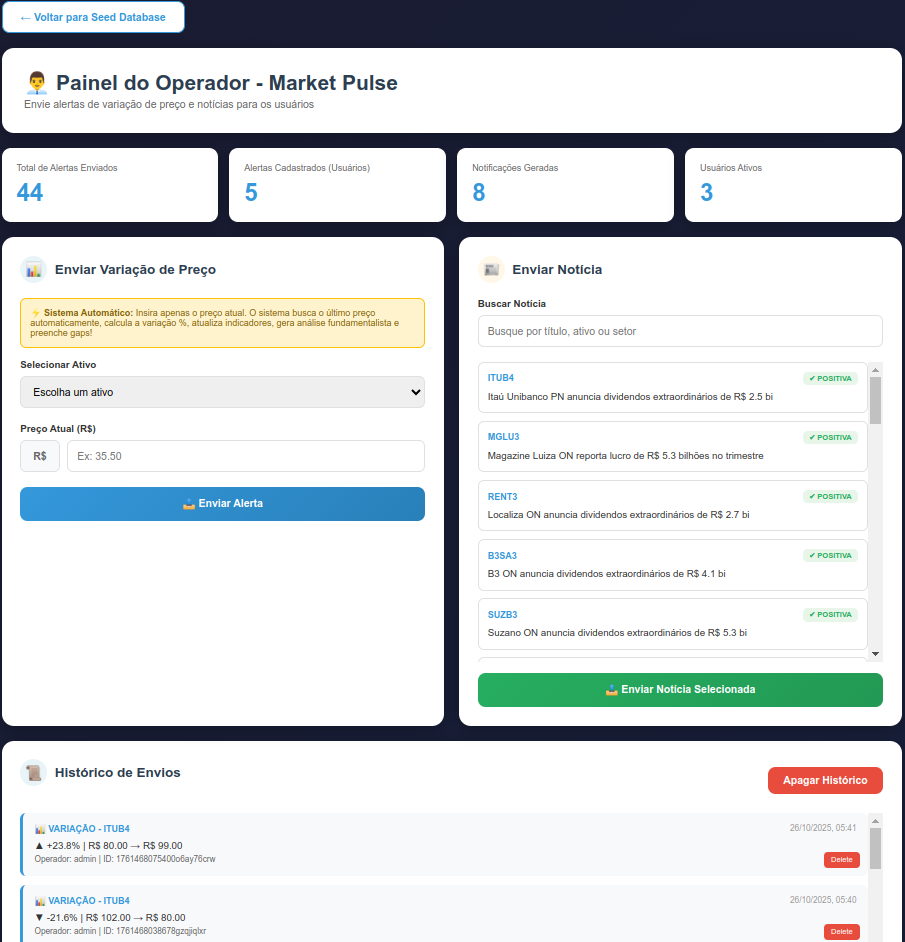 ← Voltar para Seed Database
Painel do Operador - Market Pulse
Envie alertas de variação de preço e notícias para os usuários
Total de Alertas Enviados
44
Alertas Cadastrados (Usuários)
5
Notificações Geradas
8
Usuários Ativos
3
Enviar Variação de Preço
⚡ Sistema Automático: Insira apenas o preço atual. O sistema busca o último preço
automaticamente, calcula a variação %, atualiza indicadores, gera análise fundamentalista e
preenche gaps!
Selecionar Ativo
Escolha um ativo
Preço Atual (R$)
R$
Ex: 35.50
Enviar Alerta
Enviar Notícia
Buscar Notícia
Busque por título, ativo ou setor
ITUB4
✔ POSITIVA
Itaú Unibanco PN anuncia dividendos extraordinários de R$ 2.5 bi
MGLU3
✔ POSITIVA
Magazine Luiza ON reporta lucro de R$ 5.3 bilhões no trimestre
RENT3
✔ POSITIVA
Localiza ON anuncia dividendos extraordinários de R$ 2.7 bi
B3SA3
✔ POSITIVA
B3 ON anuncia dividendos extraordinários de R$ 4.1 bi
SUZB3
✔ POSITIVA
Suzano ON anuncia dividendos extraordinários de R$ 5.3 bi
Enviar Notícia Selecionada
Histórico de Envios
Apagar Histórico
VARIAÇÃO - ITUB4
26/10/2025, 05:41
▲ +23.8% | R$ 80.00 → R$ 99.00
Operador: admin | ID: 1761468075400o6ay76crw
Delete
VARIAÇÃO - ITUB4
26/10/2025, 05:40
▼ -21.6% | R$ 102.00 → R$ 80.00
Operador: admin | ID: 1761468038678gzqjiqlxr
Delete